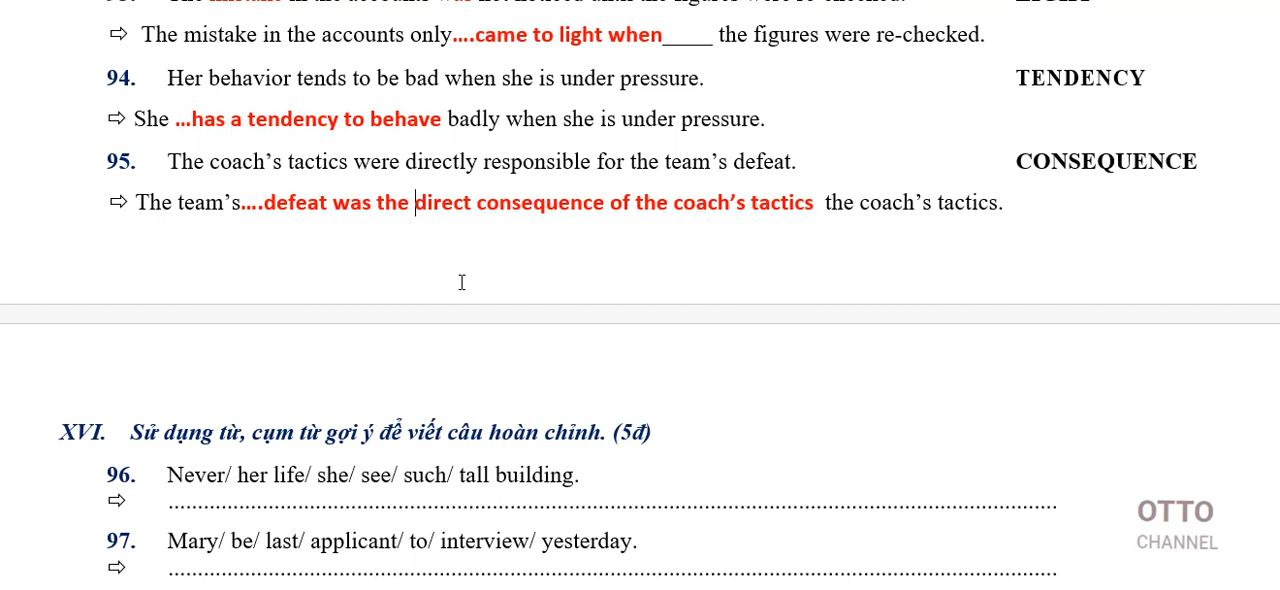 ⇨ The mistake in the accounts only....came to light when____ the figures were re-checked.
94. Her behavior tends to be bad when she is under pressure. TENDENCY
⇨ She ...has a tendency to behave badly when she is under pressure.
95. The coach’s tactics were directly responsible for the team’s defeat. CONSEQUENCE
⇨ The team’s....defeat was the direct consequence of the coach’s tactics the coach’s tactics.
XVI. Sử dụng từ, cụm từ gợi ý để viết câu hoàn chỉnh. (5đ)
96. Never/ her life/ she/ see/ such/ tall building.
⇨ ........................................................................
OTTO
97. Mary/ be/ last/ applicant/ to/ interview/ yesterday.
CHANNEL
⇨ ........................................................................